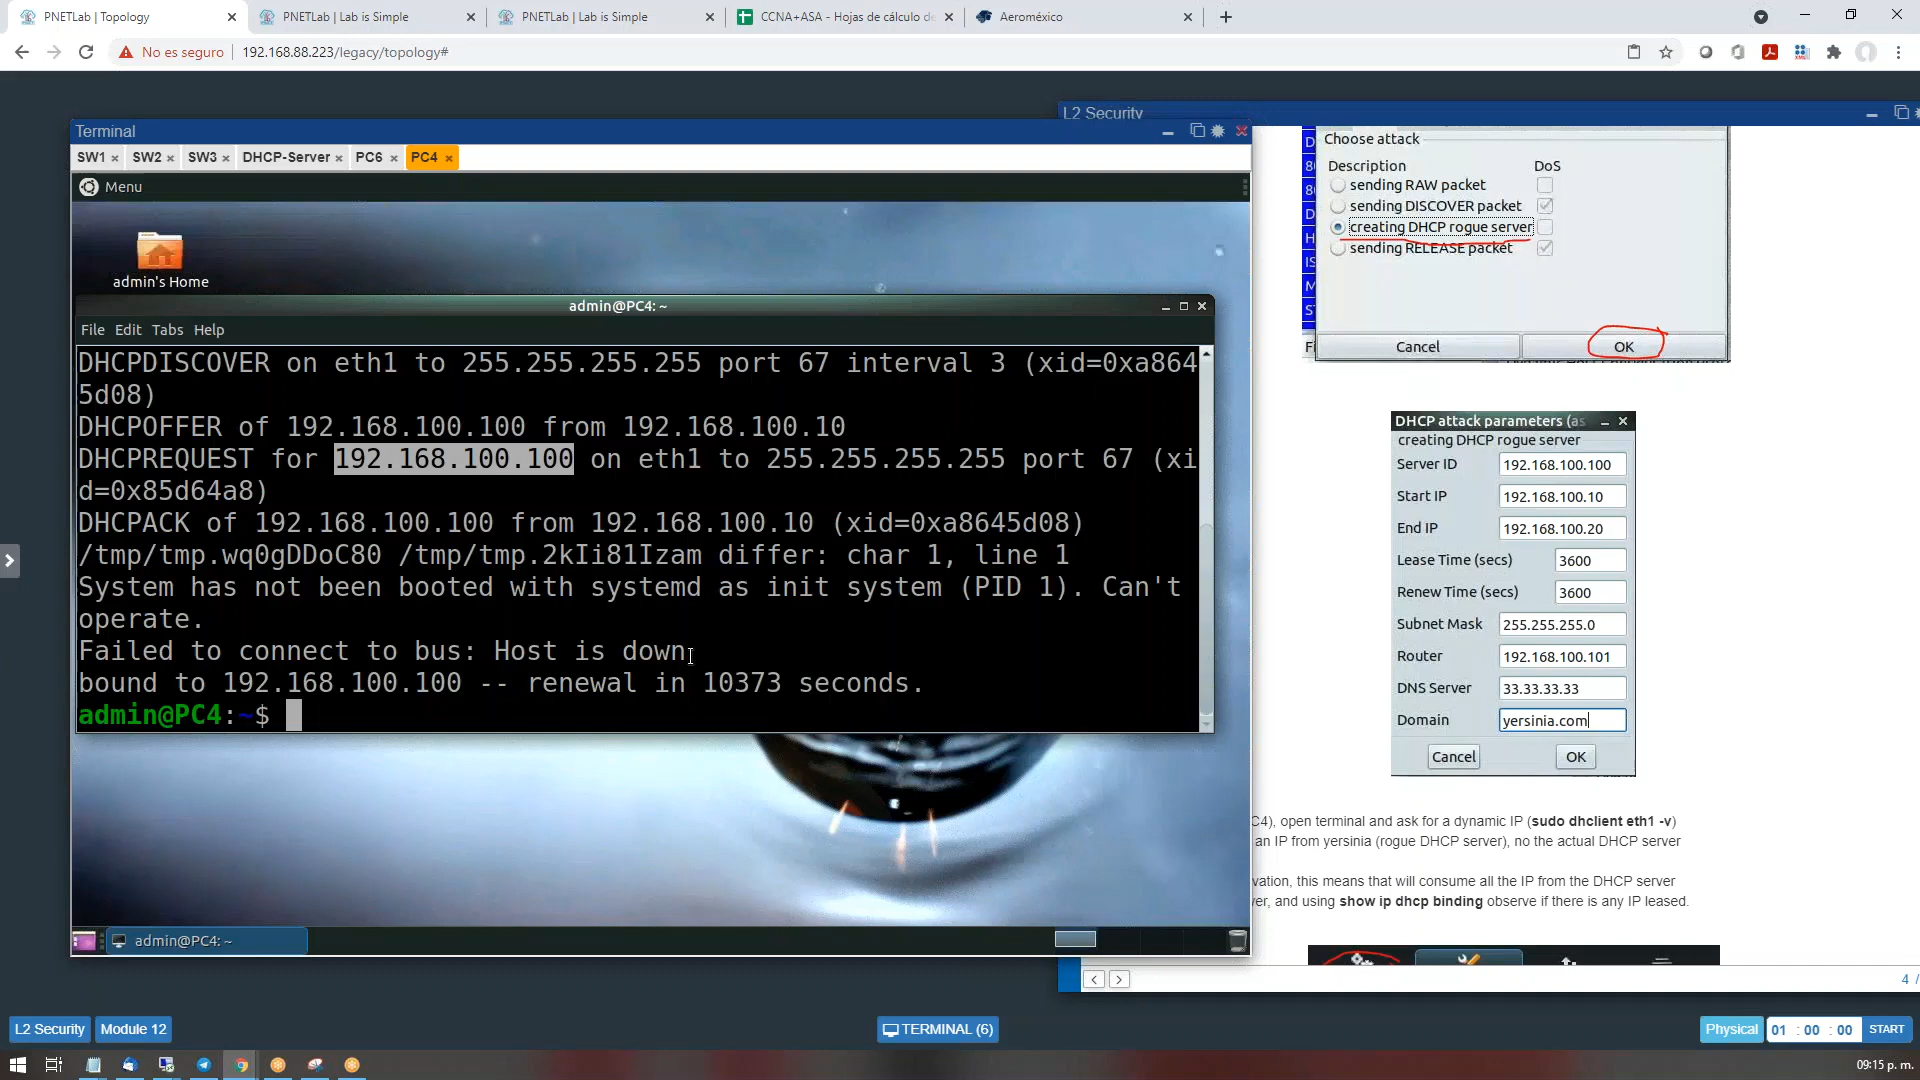 PNETLab | Topology
PNETLab | Lab is Simple
PNETLab | Lab is Simple
CCNA+ASA - Hojas de cálculo de
Aeroméxico
No es seguro
192.168.88.223/legacy/topology#
Terminal
SW1
SW2
SW3
DHCP-Server
PC6
PC4
Menu
admin's Home
admin@PC4: ~
File Edit Tabs Help
DHCPDISCOVER on eth1 to 255.255.255.255 port 67 interval 3 (xid=0xa864
5d08)
DHCPOFFER of 192.168.100.100 from 192.168.100.10
DHCPREQUEST for 192.168.100.100 on eth1 to 255.255.255.255 port 67 (xi
d=0x85d64a8)
DHCPACK of 192.168.100.100 from 192.168.100.10 (xid=0xa8645d08)
/tmp/tmp.wq0gDDoC80 /tmp/tmp.2kIi81Izam differ: char 1, line 1
System has not been booted with systemd as init system (PID 1). Can't
operate.
Failed to connect to bus: Host is down
bound to 192.168.100.100 -- renewal in 10373 seconds.
admin@PC4:~$
admin@PC4: ~
L2 Security
Choose attack
Description DoS
sending RAW packet
sending DISCOVER packet
creating DHCP rogue server
sending RELEASE packet
Cancel
OK
DHCP attack parameters (as
creating DHCP rogue server
Server ID 192.168.100.100
Start IP 192.168.100.10
End IP 192.168.100.20
Lease Time (secs) 3600
Renew Time (secs) 3600
Subnet Mask 255.255.255.0
Router 192.168.100.101
DNS Server 33.33.33.33
Domain yersinia.com
Cancel
OK
C4), open terminal and ask for a dynamic IP (sudo dhclient eth1 -v)
an IP from yersinia (rogue DHCP server), no the actual DHCP server
vation, this means that will consume all the IP from the DHCP server
er, and using show ip dhcp binding observe if there is any IP leased.
4 /
L2 Security
Module 12
TERMINAL (6)
Physical
01 : 00 : 00
START
09:15 p. m.